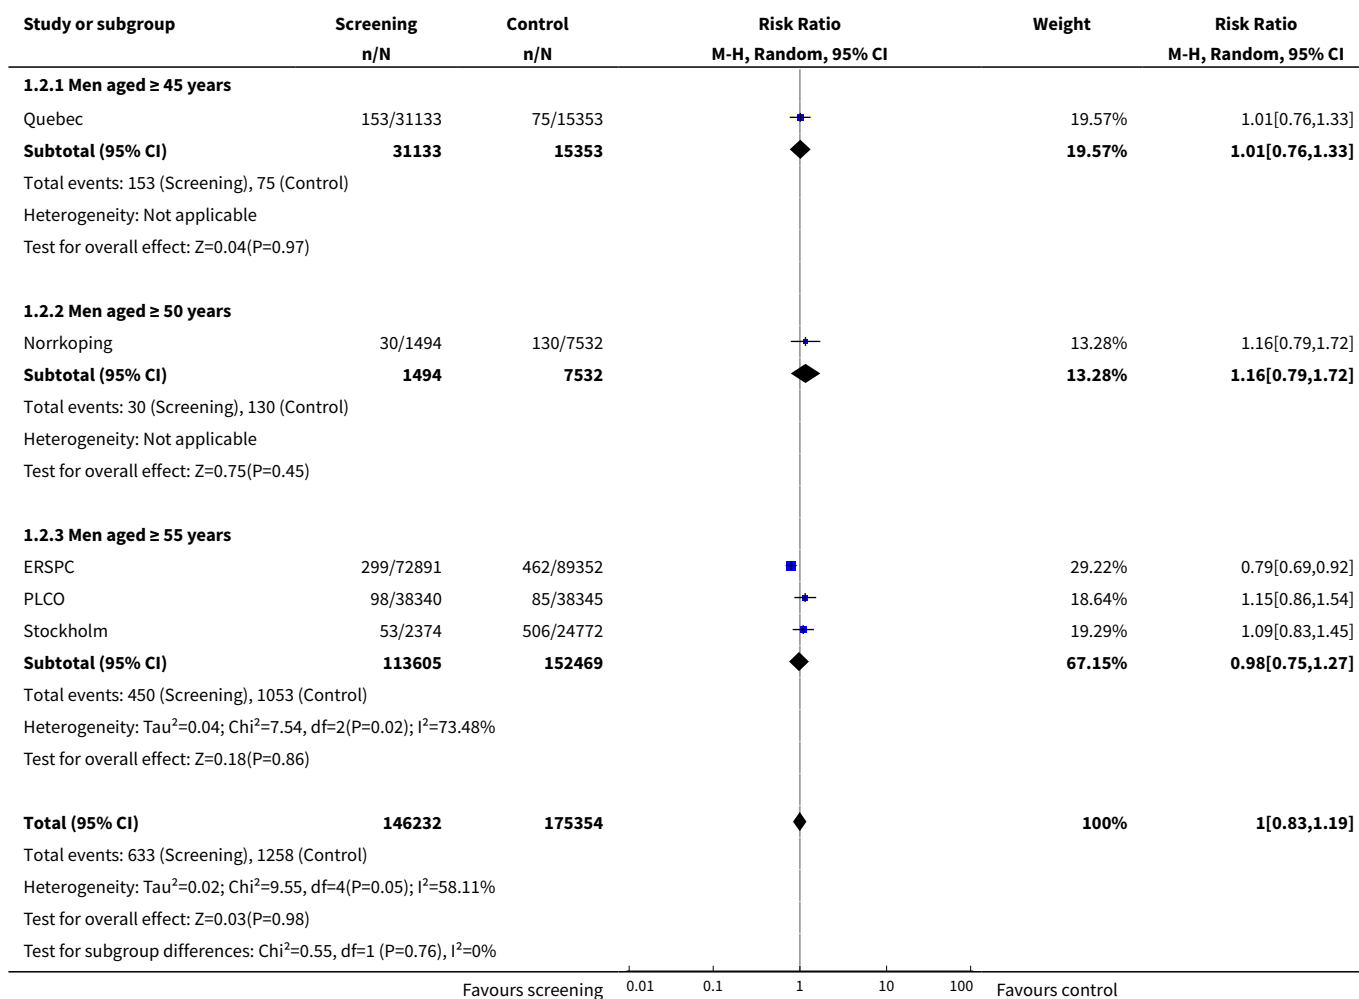 Study or subgroup Screening Control Risk Ratio Weight Risk Ratio
n/N n/N M-H, Random, 95% CI M-H, Random, 95% CI
1.2.1 Men aged ≥ 45 years
Quebec 153/31133 75/15353 19.57% 1.01[0.76,1.33]
Subtotal (95% CI) 31133 15353 19.57% 1.01[0.76,1.33]
Total events: 153 (Screening), 75 (Control)
Heterogeneity: Not applicable
Test for overall effect: Z=0.04(P=0.97)
1.2.2 Men aged ≥ 50 years
Norrkoping 30/1494 130/7532 13.28% 1.16[0.79,1.72]
Subtotal (95% CI) 1494 7532 13.28% 1.16[0.79,1.72]
Total events: 30 (Screening), 130 (Control)
Heterogeneity: Not applicable
Test for overall effect: Z=0.75(P=0.45)
1.2.3 Men aged ≥ 55 years
ERSPC 299/72891 462/89352 29.22% 0.79[0.69,0.92]
PLCO 98/38340 85/38345 18.64% 1.15[0.86,1.54]
Stockholm 53/2374 506/24772 19.29% 1.09[0.83,1.45]
Subtotal (95% CI) 113605 152469 67.15% 0.98[0.75,1.27]
Total events: 450 (Screening), 1053 (Control)
Heterogeneity: Tau²=0.04; Chi²=7.54, df=2(P=0.02); I²=73.48%
Test for overall effect: Z=0.18(P=0.86)
Total (95% CI) 146232 175354 100% 1[0.83,1.19]
Total events: 633 (Screening), 1258 (Control)
Heterogeneity: Tau²=0.02; Chi²=9.55, df=4(P=0.05); I²=58.11%
Test for overall effect: Z=0.03(P=0.98)
Test for subgroup differences: Chi²=0.55, df=1 (P=0.76), I²=0%
Favours screening 0.01 0.1 1 10 100 Favours control